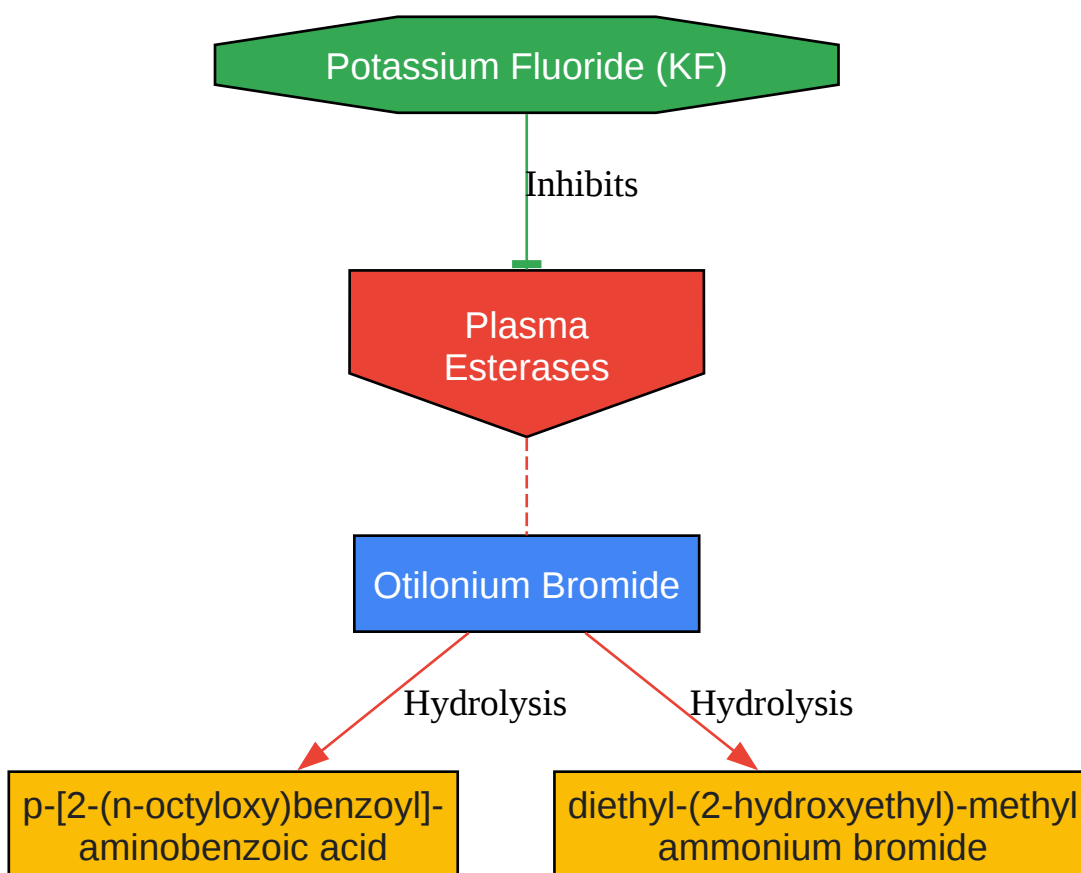 Potassium Fluoride (KF)
Inhibits
Plasma
Esterases
Otilonium Bromide
Hydrolysis
Hydrolysis
p-[2-(n-octyloxy)benzoyl]-
aminobenzoic acid
diethyl-(2-hydroxyethyl)-methyl
ammonium bromide